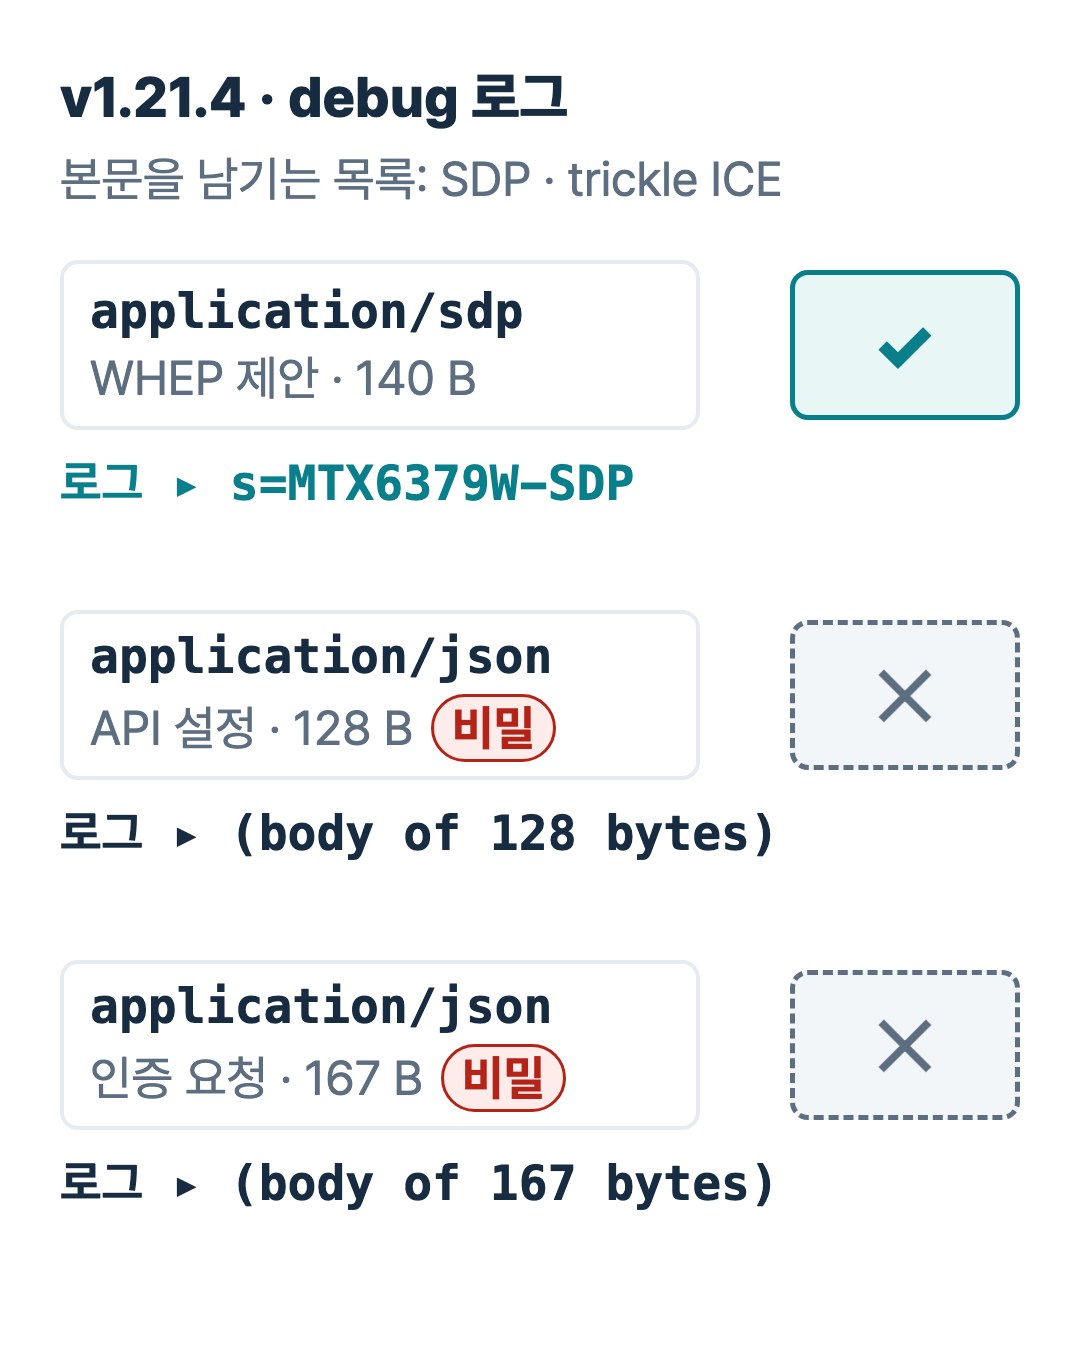 v1.21.4 · debug 로그
본문을 남기는 목록: SDP · trickle ICE
application/sdp
WHEP 제안 · 140 B
로그 ▸ s=MTX6379W–SDP
application/json
API 설정 · 128 B 비밀
로그 ▸ (body of 128 bytes)
application/json
인증 요청 · 167 B 비밀
로그 ▸ (body of 167 bytes)